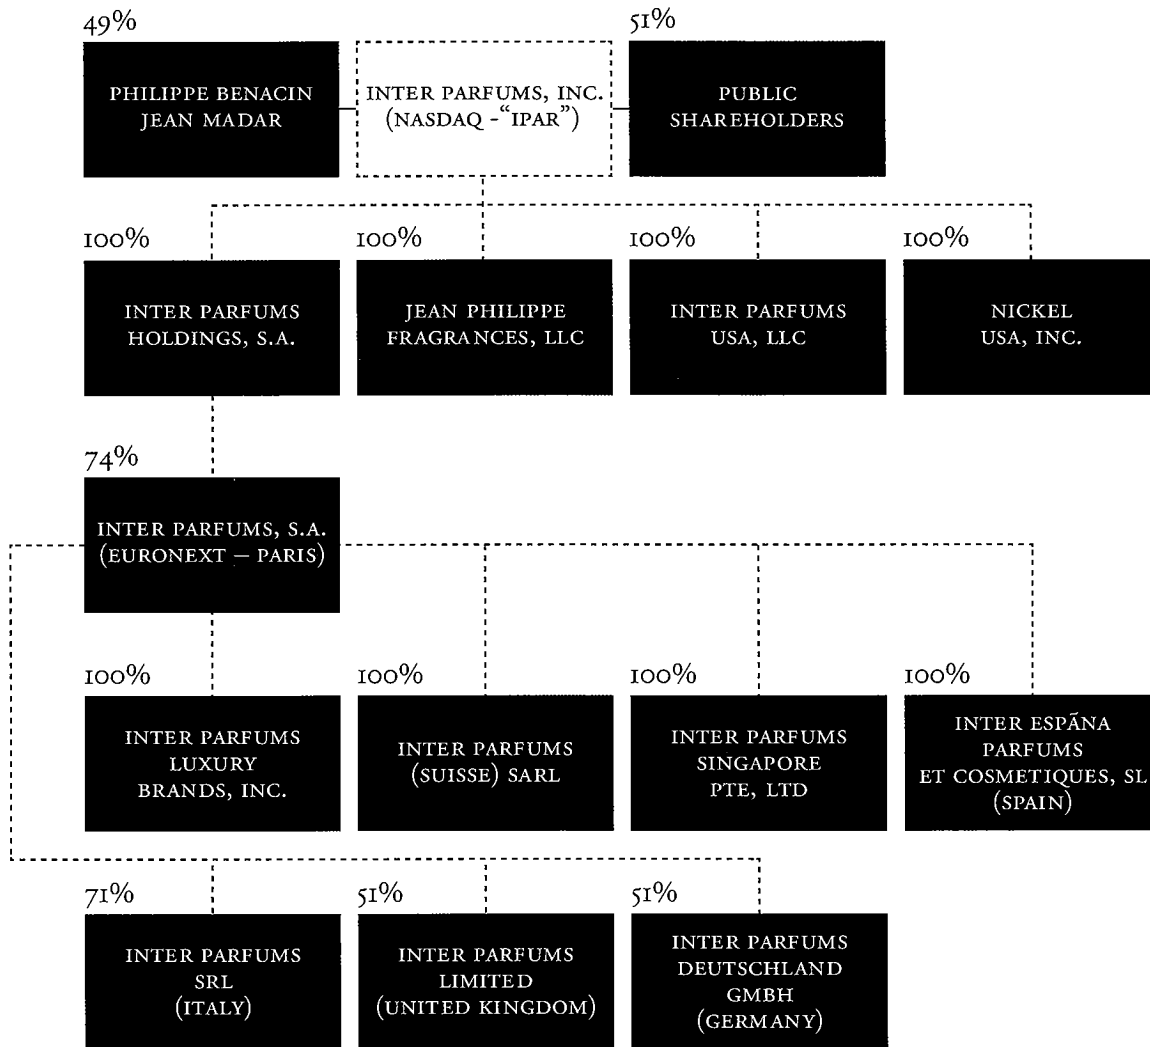 49%
PHILIPPE BENACIN
JEAN MADAR
INTER PARFUMS, INC.
(NASDAQ -“IPAR”)
51%
PUBLIC
SHAREHOLDERS
100%
INTER PARFUMS
HOLDINGS, S.A.
100%
JEAN PHILIPPE
FRAGRANCES, LLC
100%
INTER PARFUMS
USA, LLC
100%
NICKEL
USA, INC.
74%
INTER PARFUMS, S.A.
(EURONEXT – PARIS)
100%
INTER PARFUMS
LUXURY
BRANDS, INC.
100%
INTER PARFUMS
(SUISSE) SARL
100%
INTER PARFUMS
SINGAPORE
PTE, LTD
100%
INTER ESPÃNA
PARFUMS
ET COSMETIQUES, SL
(SPAIN)
71%
INTER PARFUMS
SRL
(ITALY)
51%
INTER PARFUMS
LIMITED
(UNITED KINGDOM)
51%
INTER PARFUMS
DEUTSCHLAND
GMBH
(GERMANY)